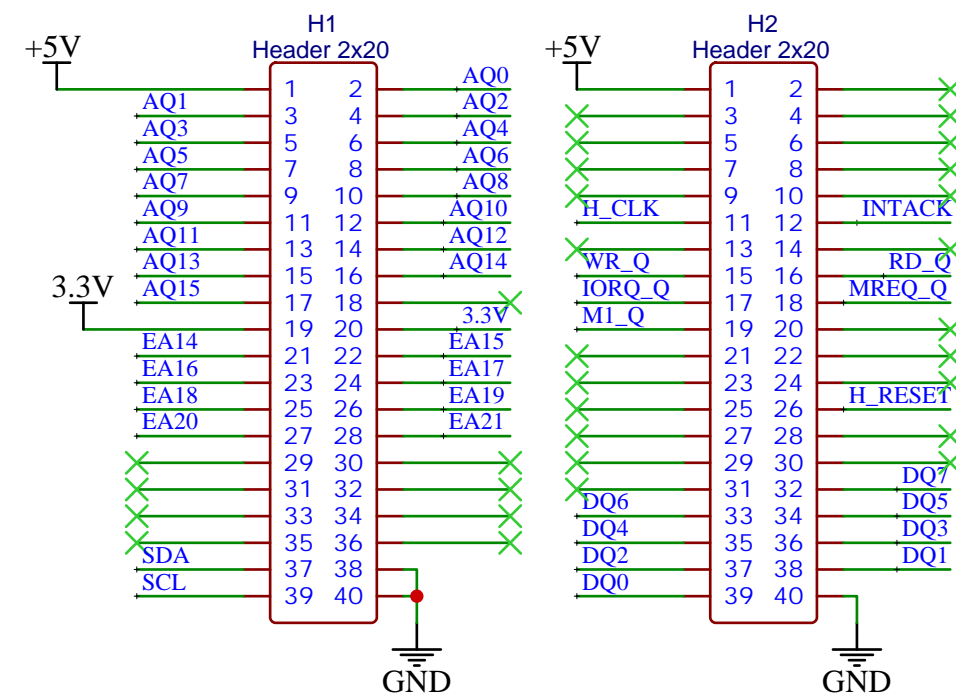 H1 H2
Header 2x20 Header 2x20
+5V +5V
1 2 AQ0 1 2
AQ1 3 4 AQ2 3 4
AQ3 5 6 AQ4 5 6
AQ5 7 8 AQ6 7 8
AQ7 9 10 AQ8 9 10
AQ9 11 12 AQ10 H_CLK 11 12 INTACK
AQ11 13 14 AQ12 13 14
AQ13 15 16 AQ14 WR_Q 15 16 RD_Q
3.3V AQ15 17 18 IORQ_Q 17 18 MREQ_Q
19 20 3.3V M1_Q 19 20
EA14 21 22 EA15 21 22
EA16 23 24 EA17 23 24
EA18 25 26 EA19 25 26 H_RESET
EA20 27 28 EA21 27 28
29 30 29 30
31 32 31 32 DQ7
33 34 DQ6 33 34 DQ5
35 36 DQ4 35 36 DQ3
SDA 37 38 DQ2 37 38 DQ1
SCL 39 40 DQ0 39 40
GND GND